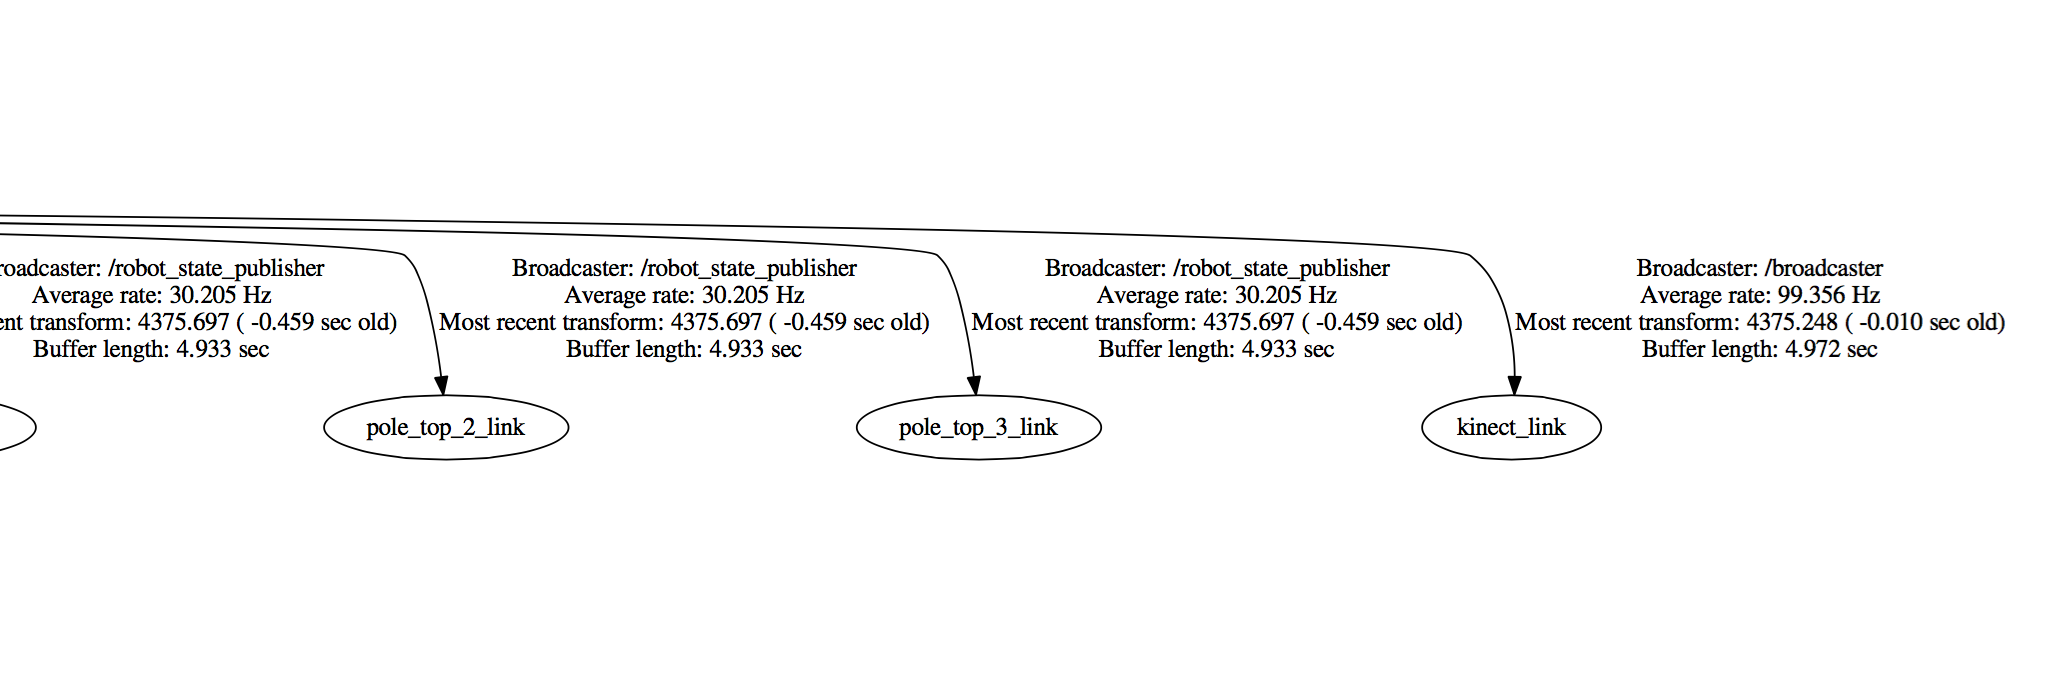 roadcaster: /robot_state_publisher
Average rate: 30.205 Hz
ent transform: 4375.697 ( -0.459 sec old)
Buffer length: 4.933 sec
Broadcaster: /robot_state_publisher
Average rate: 30.205 Hz
Most recent transform: 4375.697 ( -0.459 sec old)
Buffer length: 4.933 sec
Broadcaster: /robot_state_publisher
Average rate: 30.205 Hz
Most recent transform: 4375.697 ( -0.459 sec old)
Buffer length: 4.933 sec
Broadcaster: /broadcaster
Average rate: 99.356 Hz
Most recent transform: 4375.248 ( -0.010 sec old)
Buffer length: 4.972 sec
pole_top_2_link
pole_top_3_link
kinect_link